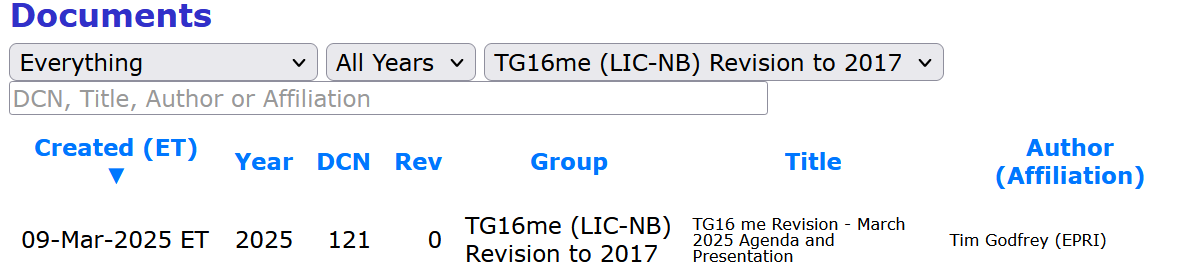 Documents
Everything All Years TG16me (LIC-NB) Revision to 2017
DCN, Title, Author or Affiliation
Created (ET) ▼ Year DCN Rev Group Title Author (Affiliation)
09-Mar-2025 ET 2025 121 0 TG16me (LIC-NB) Revision to 2017 TG16 me Revision - March 2025 Agenda and Presentation Tim Godfrey (EPRI)